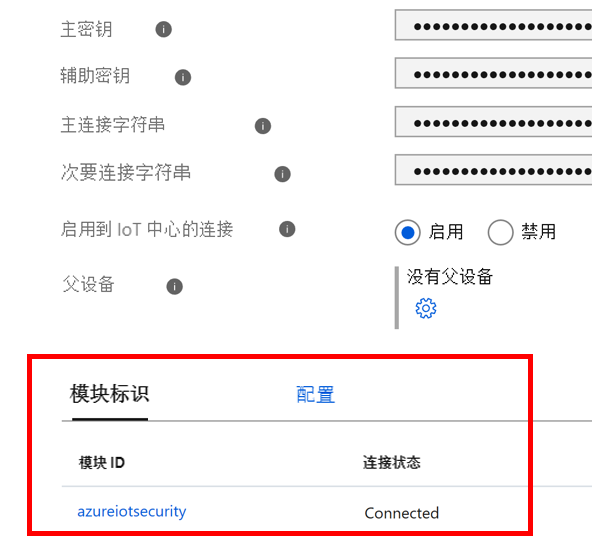 主密钥
辅助密钥
主连接字符串
次要连接字符串
启用到 IoT 中心的连接 启用 禁用
父设备 没有父设备
模块标识 配置
模块 ID 连接状态
azureiotsecurity Connected